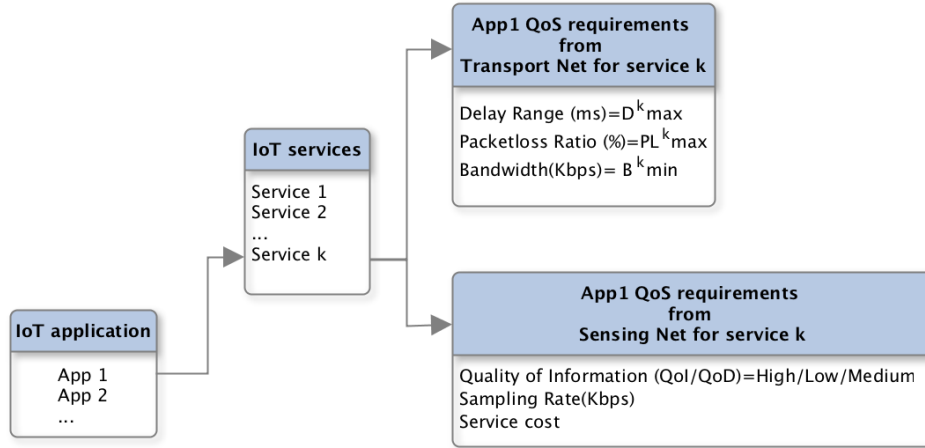 IoT application
App 1
App 2
...
IoT services
Service 1
Service 2
...
Service k
App1 QoS requirements
from
Transport Net for service k
Delay Range (ms)=D^k max
Packetloss Ratio (%)=PL^k max
Bandwidth(Kbps)= B^k min
App1 QoS requirements
from
Sensing Net for service k
Quality of Information (QoI/QoD)=High/Low/Medium
Sampling Rate(Kbps)
Service cost